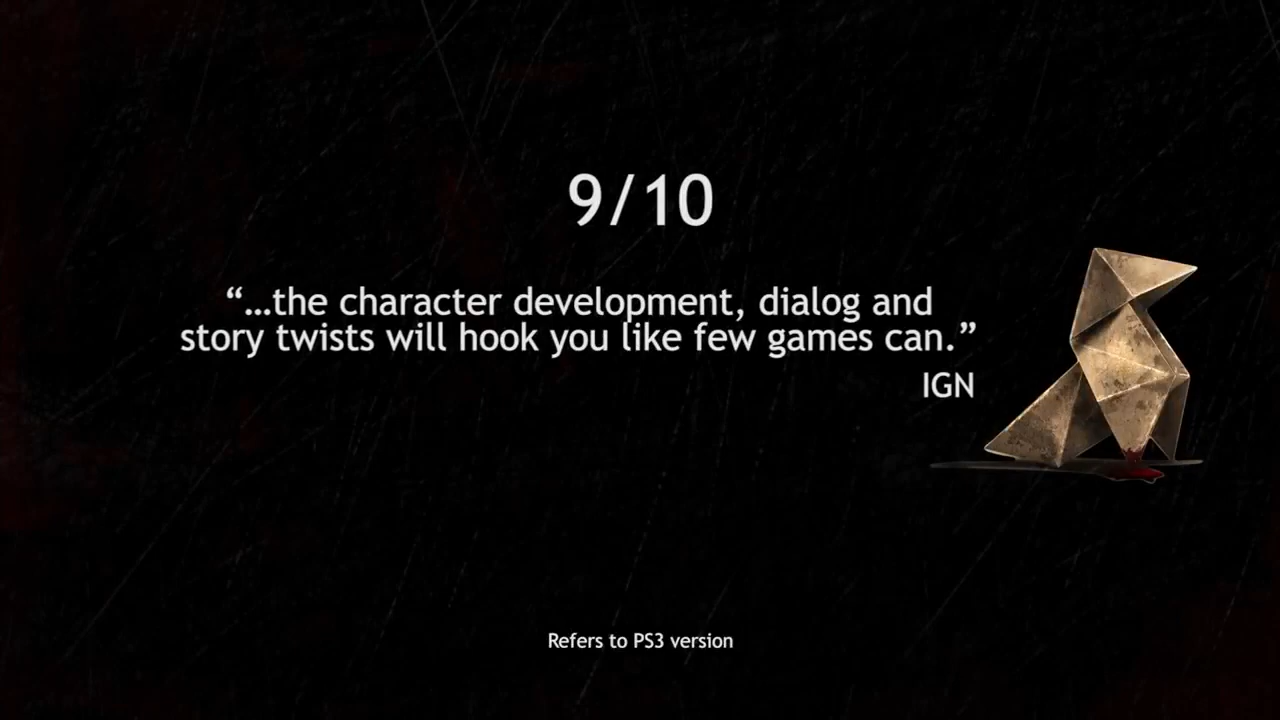 9/10
“…the character development, dialog and
story twists will hook you like few games can.”
IGN
Refers to PS3 version